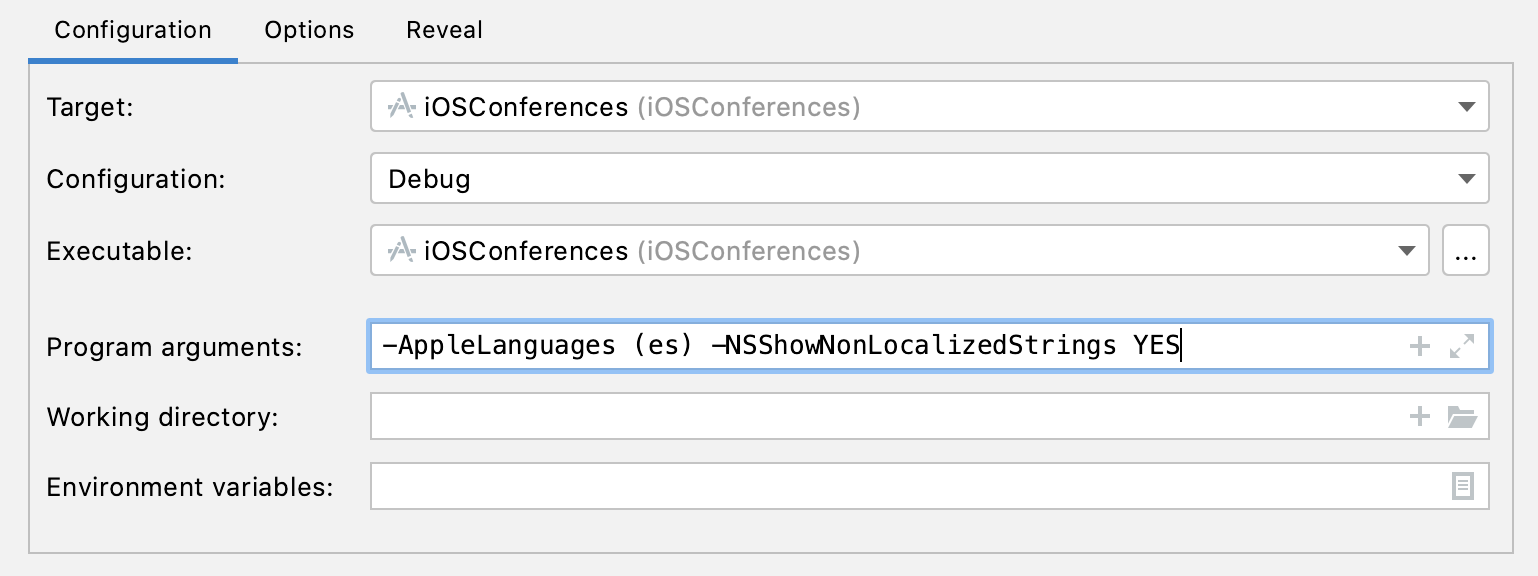 Configuration Options Reveal
Target: iOSConferences (iOSConferences)
Configuration: Debug
Executable: iOSConferences (iOSConferences) ...
Program arguments: -AppleLanguages (es) -NSShowNonLocalizedStrings YES
Working directory:
Environment variables: